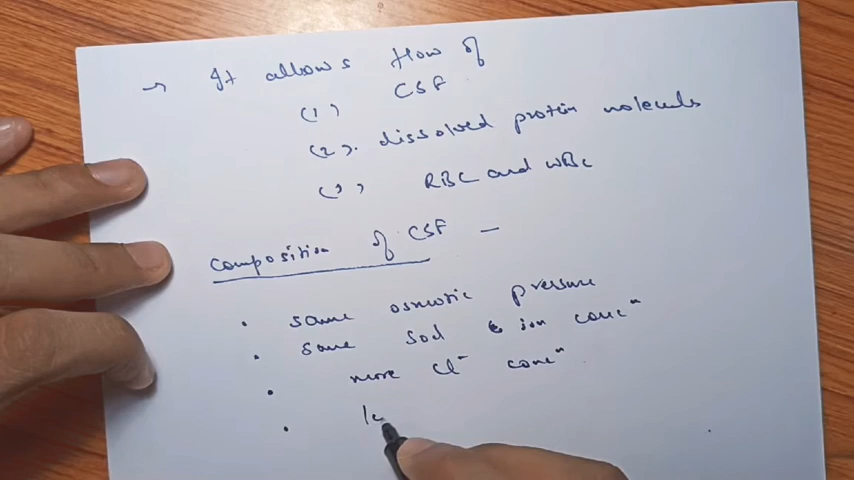 → It allows flow of
(1) CSF
(2). dissolved protein molecules
(3) RBC and WBC
Composition of CSF —
• same osmotic pressure
• same sod ion concⁿ
• more Cl⁻ concⁿ
• le